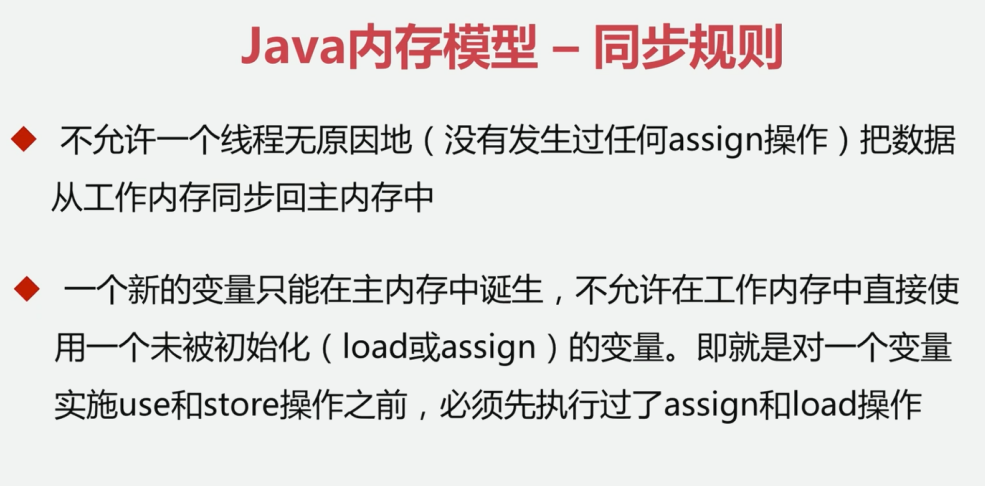 Java内存模型 – 同步规则
不允许一个线程无原因地（没有发生过任何assign操作）把数据
从工作内存同步回主内存中
一个新的变量只能在主内存中诞生，不允许在工作内存中直接使
用一个未被初始化（load或assign）的变量。即就是对一个变量
实施use和store操作之前，必须先执行过了assign和load操作